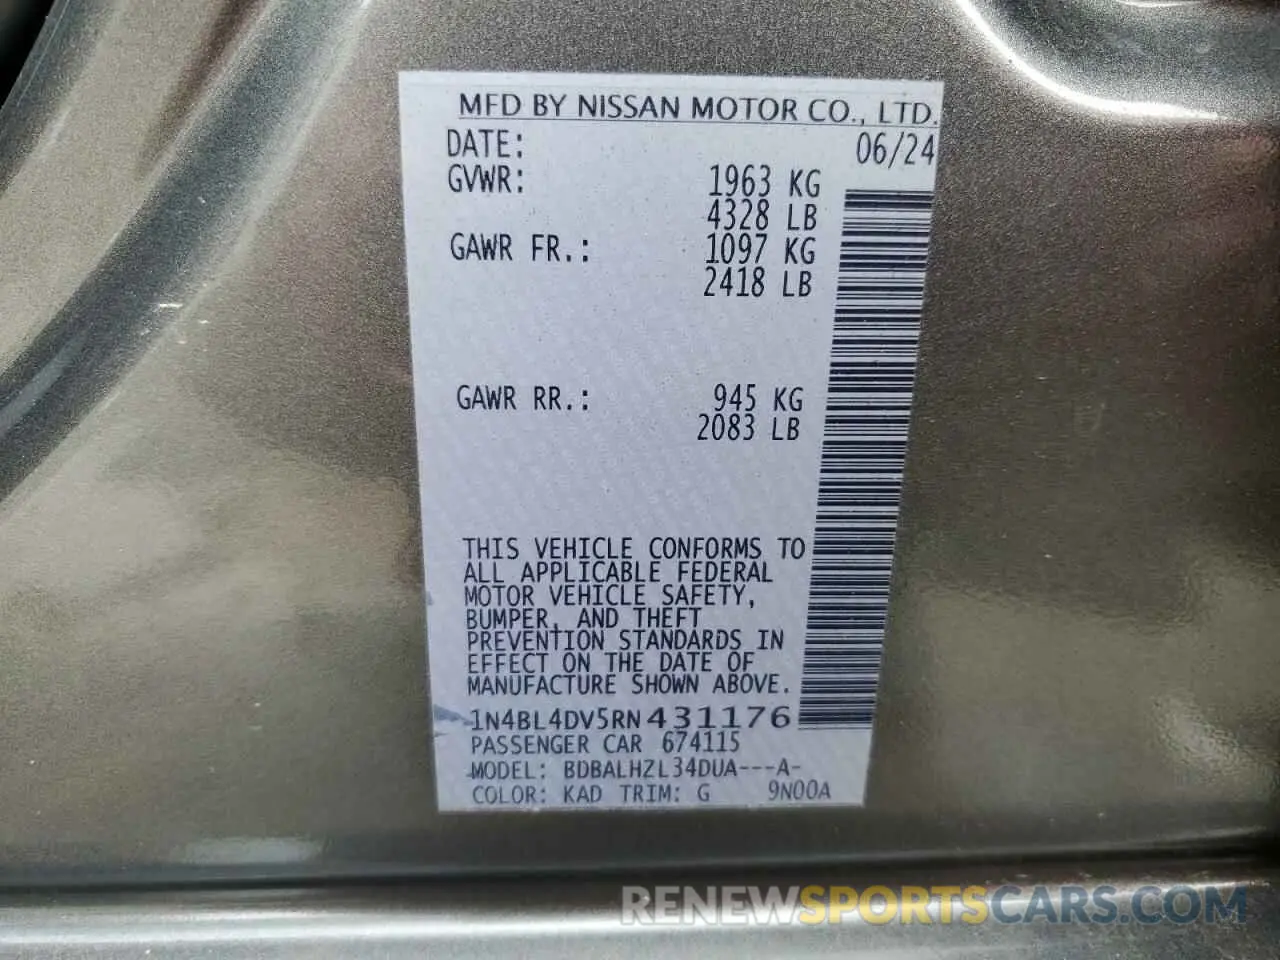 MFD BY NISSAN MOTOR CO., LTD.
DATE: 06/24
GVWR: 1963 KG
4328 LB
GAWR FR.: 1097 KG
2418 LB
GAWR RR.: 945 KG
2083 LB
THIS VEHICLE CONFORMS TO
ALL APPLICABLE FEDERAL
MOTOR VEHICLE SAFETY,
BUMPER, AND THEFT
PREVENTION STANDARDS IN
EFFECT ON THE DATE OF
MANUFACTURE SHOWN ABOVE.
1N4BL4DV5RN431176
PASSENGER CAR 674115
MODEL: BDBALHZL34DUA---A-
COLOR: KAD TRIM: G 9N00A
RENEWSPORTSCARS.COM